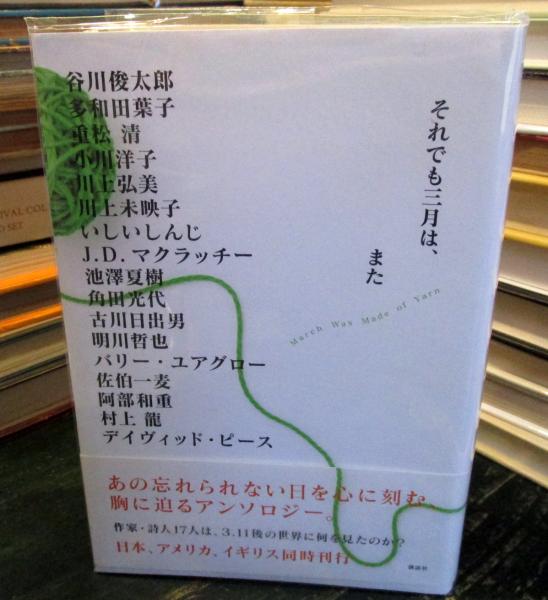 それでも三月は、
また
March Was Made of Yarn
谷川俊太郎
多和田葉子
重松 清
小川洋子
川上弘美
川上未映子
いしいしんじ
J.D.マクラッチー
池澤夏樹
角田光代
古川日出男
明川哲也
バリー・ユアグロー
佐伯一麦
阿部和重
村上 龍
デイヴィッド・ピース
あの忘れられない日を心に刻む、
胸に迫るアンソロジー。
作家・詩人17人は、3.11後の世界に何を見たのか?
日本、アメリカ、イギリス同時刊行
講談社
IVAL COL
D SET